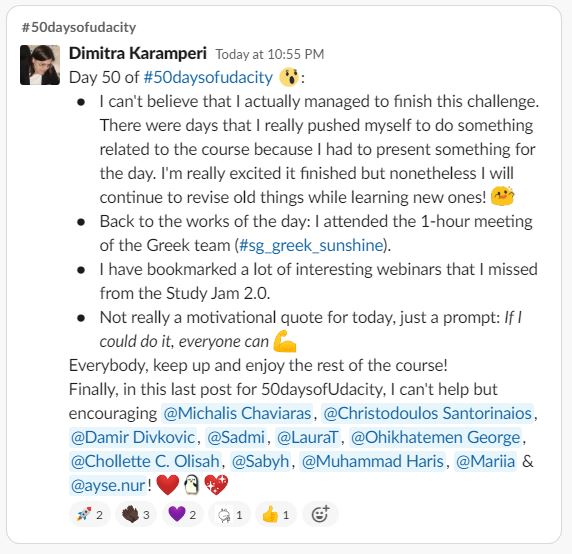 #50daysofudacity
Dimitra Karamperi Today at 10:55 PM
Day 50 of #50daysofudacity 😯:
• I can't believe that I actually managed to finish this challenge.
There were days that I really pushed myself to do something
related to the course because I had to present something for
the day. I'm really excited it finished but nonetheless I will
continue to revise old things while learning new ones!
• Back to the works of the day: I attended the 1-hour meeting
of the Greek team (#sg_greek_sunshine).
• I have bookmarked a lot of interesting webinars that I missed
from the Study Jam 2.0.
• Not really a motivational quote for today, just a prompt: If I
could do it, everyone can 💪
Everybody, keep up and enjoy the rest of the course!
Finally, in this last post for 50daysofUdacity, I can't help but
encouraging @Michalis Chaviaras, @Christodoulos Santorinaios,
@Damir Divkovic, @Sadmi, @LauraT, @Ohikhatemen George,
@Chollette C. Olisah, @Sabyh, @Muhammad Haris, @Mariia &
@ayse.nur! ❤️🐧💖
🚀 2 ✊🏿 3 💜 2 1 👍 1